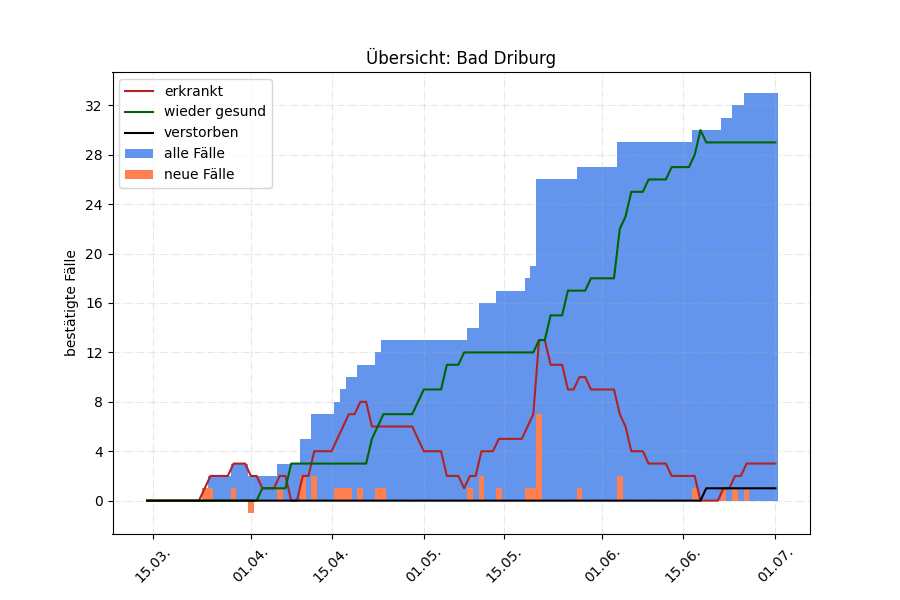 Übersicht: Bad Driburg
erkrankt
wieder gesund
verstorben
alle Fälle
neue Fälle
bestätigte Fälle
32
28
24
20
16
12
8
4
0
15.03.
01.04.
15.04.
01.05.
15.05.
01.06.
15.06.
01.07.